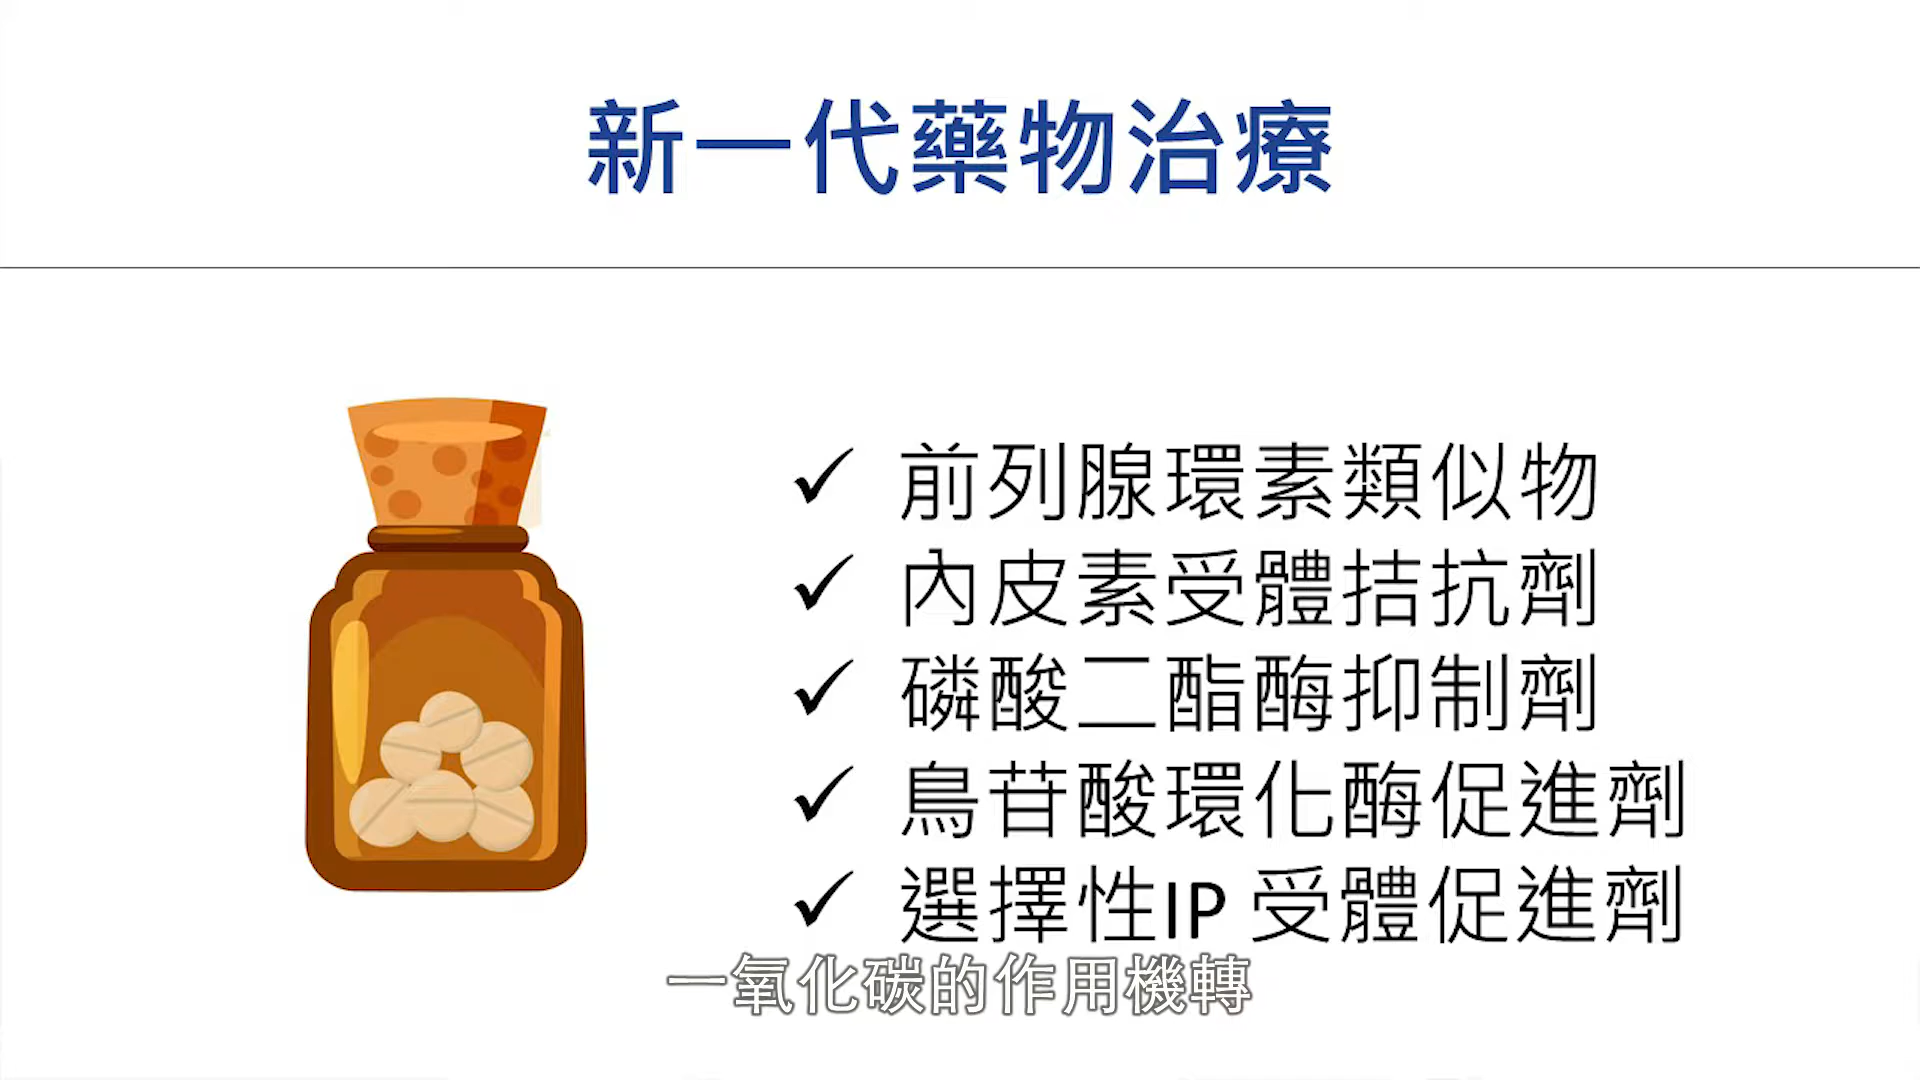 新一代藥物治療
✓ 前列腺環素類似物
✓ 內皮素受體拮抗劑
✓ 磷酸二酯酶抑制劑
✓ 鳥苷酸環化酶促進劑
✓ 選擇性IP 受體促進劑
一氧化碳的作用機轉